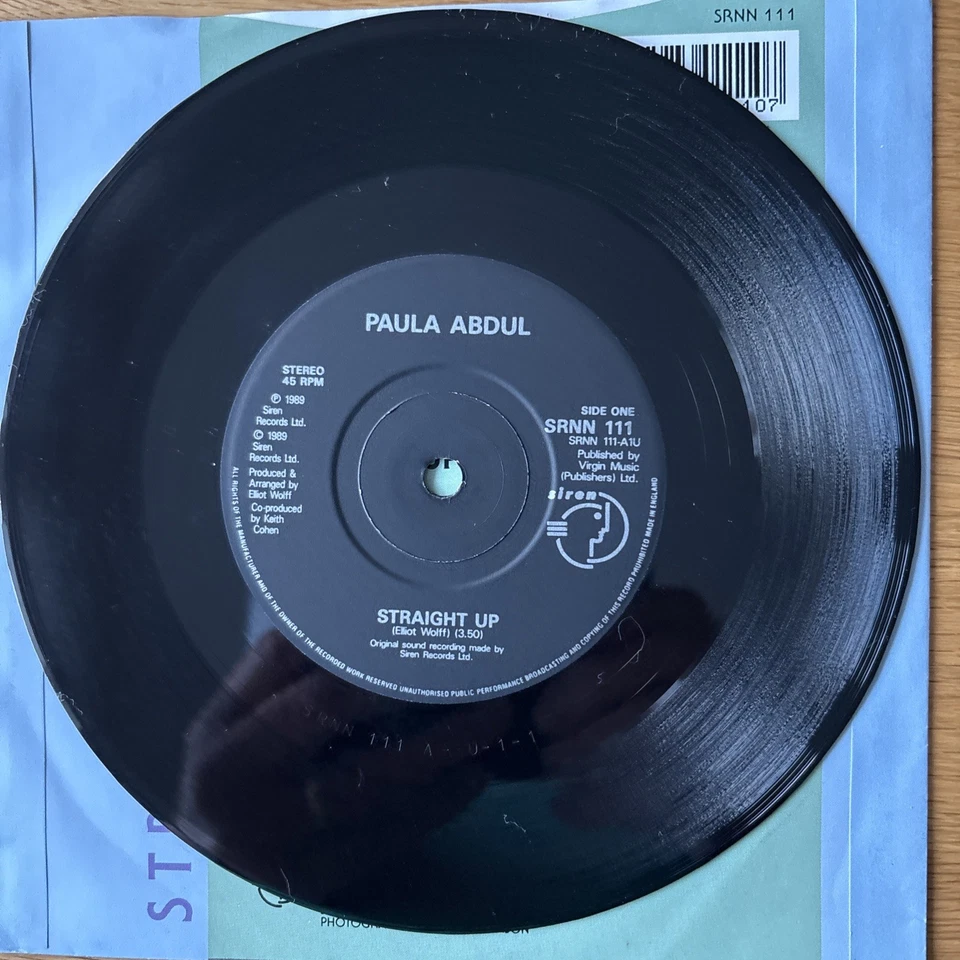 SRNN 111
107
PAULA ABDUL
STEREO
45 RPM
Ⓟ 1989
Siren
Records Ltd.
© 1989
Siren
Records Ltd.
Produced &
Arranged by
Elliot Wolff
Co-produced
by Keith
Cohen
SIDE ONE
SRNN 111
SRNN 111-A1U
Published by
Virgin Music
(Publishers) Ltd.
siren
STRAIGHT UP
(Elliot Wolff) (3.50)
Original sound recording made by
Siren Records Ltd.
ALL RIGHTS OF THE MANUFACTURER AND OF THE OWNER OF THE RECORDED WORK RESERVED UNAUTHORISED PUBLIC PERFORMANCE BROADCASTING AND COPYING OF THIS RECORD PROHIBITED MADE IN ENGLAND
SRNN 111 A - U-1-1
ST